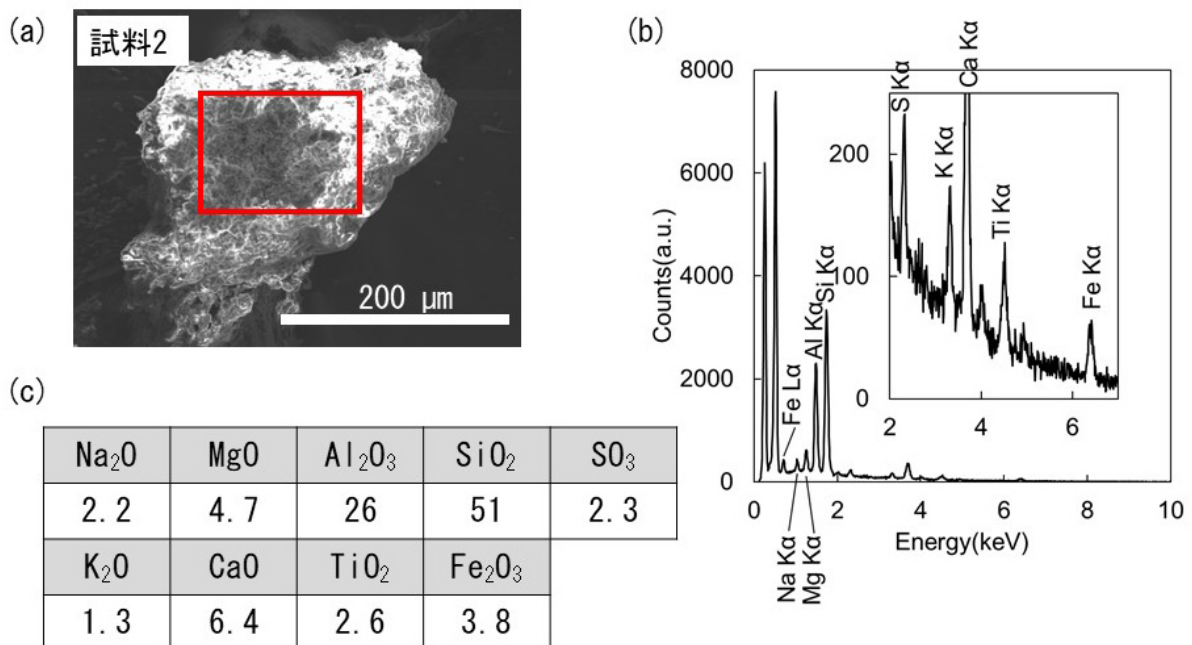 (a)
試料2
200 μm
(b)
8000
6000
4000
2000
0
Counts(a.u.)
0 2 4 6 8 10
Energy(keV)
Fe Lα
Na Kα
Mg Kα
Al Kα
Si Kα
200
100
0
2 4 6
S Kα
K Kα
Ca Kα
Ti Kα
Fe Kα
(c)
Na₂O MgO Al₂O₃ SiO₂ SO₃
2.2 4.7 26 51 2.3
K₂O CaO TiO₂ Fe₂O₃
1.3 6.4 2.6 3.8